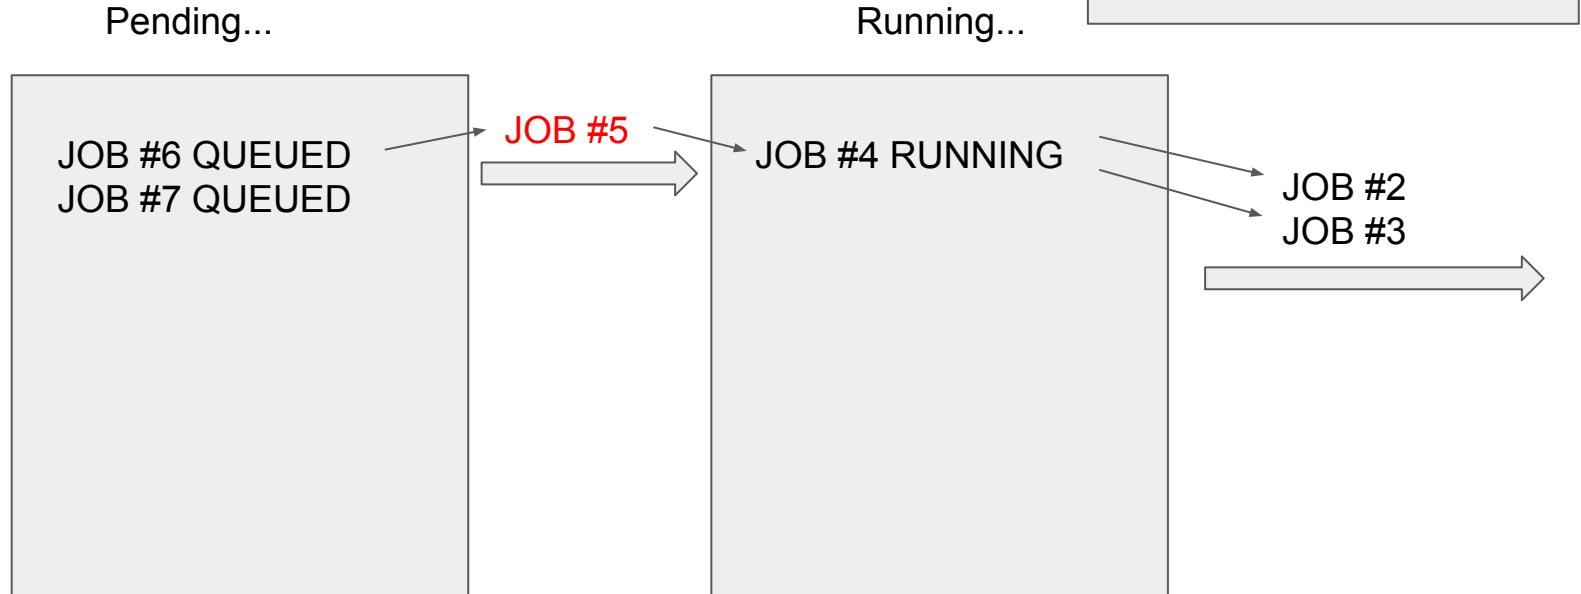 Pending...
Running...
JOB #6 QUEUED
JOB #7 QUEUED
JOB #5
JOB #4 RUNNING
JOB #2
JOB #3